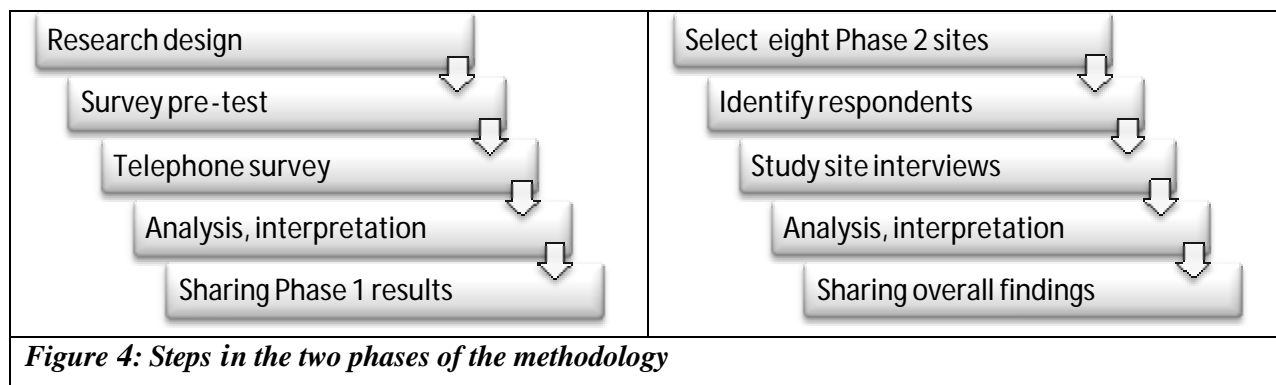 Research design
Survey pre-test
Telephone survey
Analysis, interpretation
Sharing Phase 1 results
Select eight Phase 2 sites
Identify respondents
Study site interviews
Analysis, interpretation
Sharing overall findings
Figure 4: Steps in the two phases of the methodology